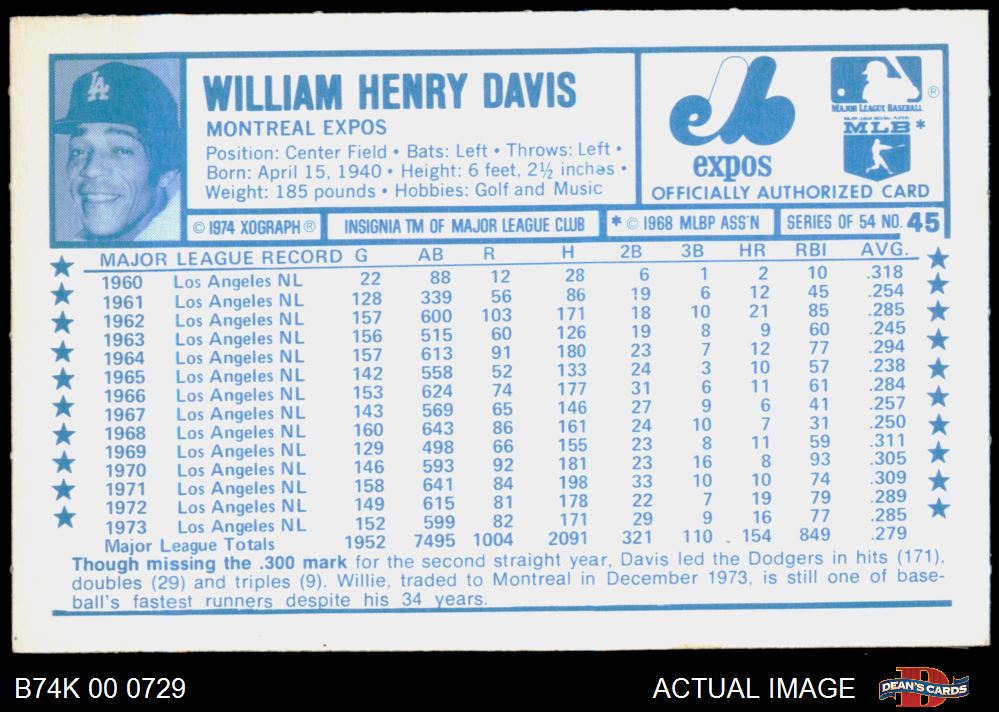 LA
WILLIAM HENRY DAVIS
MONTREAL EXPOS
Position: Center Field • Bats: Left • Throws: Left •
Born: April 15, 1940 • Height: 6 feet, 2½ inches •
Weight: 185 pounds • Hobbies: Golf and Music
expos
MAJOR LEAGUE BASEBALL ®
MLB *
OFFICIALLY AUTHORIZED CARD
© 1974 XOGRAPH ® INSIGNIA TM OF MAJOR LEAGUE CLUB * © 1968 MLBP ASS'N SERIES OF 54 NO. 45
MAJOR LEAGUE RECORD G AB R H 2B 3B HR RBI AVG.
1960 Los Angeles NL 22 88 12 28 6 1 2 10 .318
1961 Los Angeles NL 128 339 56 86 19 6 12 45 .254
1962 Los Angeles NL 157 600 103 171 18 10 21 85 .285
1963 Los Angeles NL 156 515 60 126 19 8 9 60 .245
1964 Los Angeles NL 157 613 91 180 23 7 12 77 .294
1965 Los Angeles NL 142 558 52 133 24 3 10 57 .238
1966 Los Angeles NL 153 624 74 177 31 6 11 61 .284
1967 Los Angeles NL 143 569 65 146 27 9 6 41 .257
1968 Los Angeles NL 160 643 86 161 24 10 7 31 .250
1969 Los Angeles NL 129 498 66 155 23 8 11 59 .311
1970 Los Angeles NL 146 593 92 181 23 16 8 93 .305
1971 Los Angeles NL 158 641 84 198 33 10 10 74 .309
1972 Los Angeles NL 149 615 81 178 22 7 19 79 .289
1973 Los Angeles NL 152 599 82 171 29 9 16 77 .285
Major League Totals 1952 7495 1004 2091 321 110 154 849 .279
Though missing the .300 mark for the second straight year, Davis led the Dodgers in hits (171),
doubles (29) and triples (9). Willie, traded to Montreal in December 1973, is still one of base-
ball's fastest runners despite his 34 years.
B74K 00 0729
ACTUAL IMAGE
DEAN'S CARDS